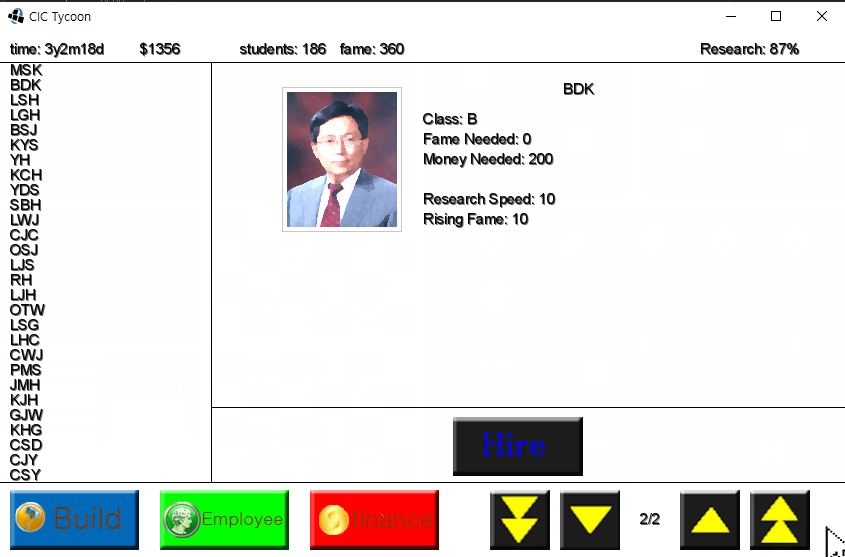 CIC Tycoon
time: 3y2m18d $1356 students: 186 fame: 360 Research: 87%
MSK
BDK
LSH
LGH
BSJ
KYS
YH
KCH
YDS
SBH
LWJ
CJC
OSJ
LJS
RH
LJH
OTW
LSG
LHC
CWJ
PMS
JMH
KJH
GJW
KHG
CSD
CJY
CSY
BDK
Class: B
Fame Needed: 0
Money Needed: 200
Research Speed: 10
Rising Fame: 10
Hire
Build Employee finance 2/2